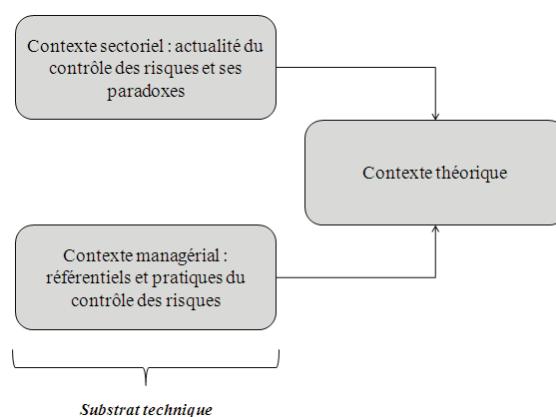 Contexte sectoriel : actualité du
contrôle des risques et ses
paradoxes
Contexte théorique
Contexte managérial :
référentiels et pratiques du
contrôle des risques
Substrat technique